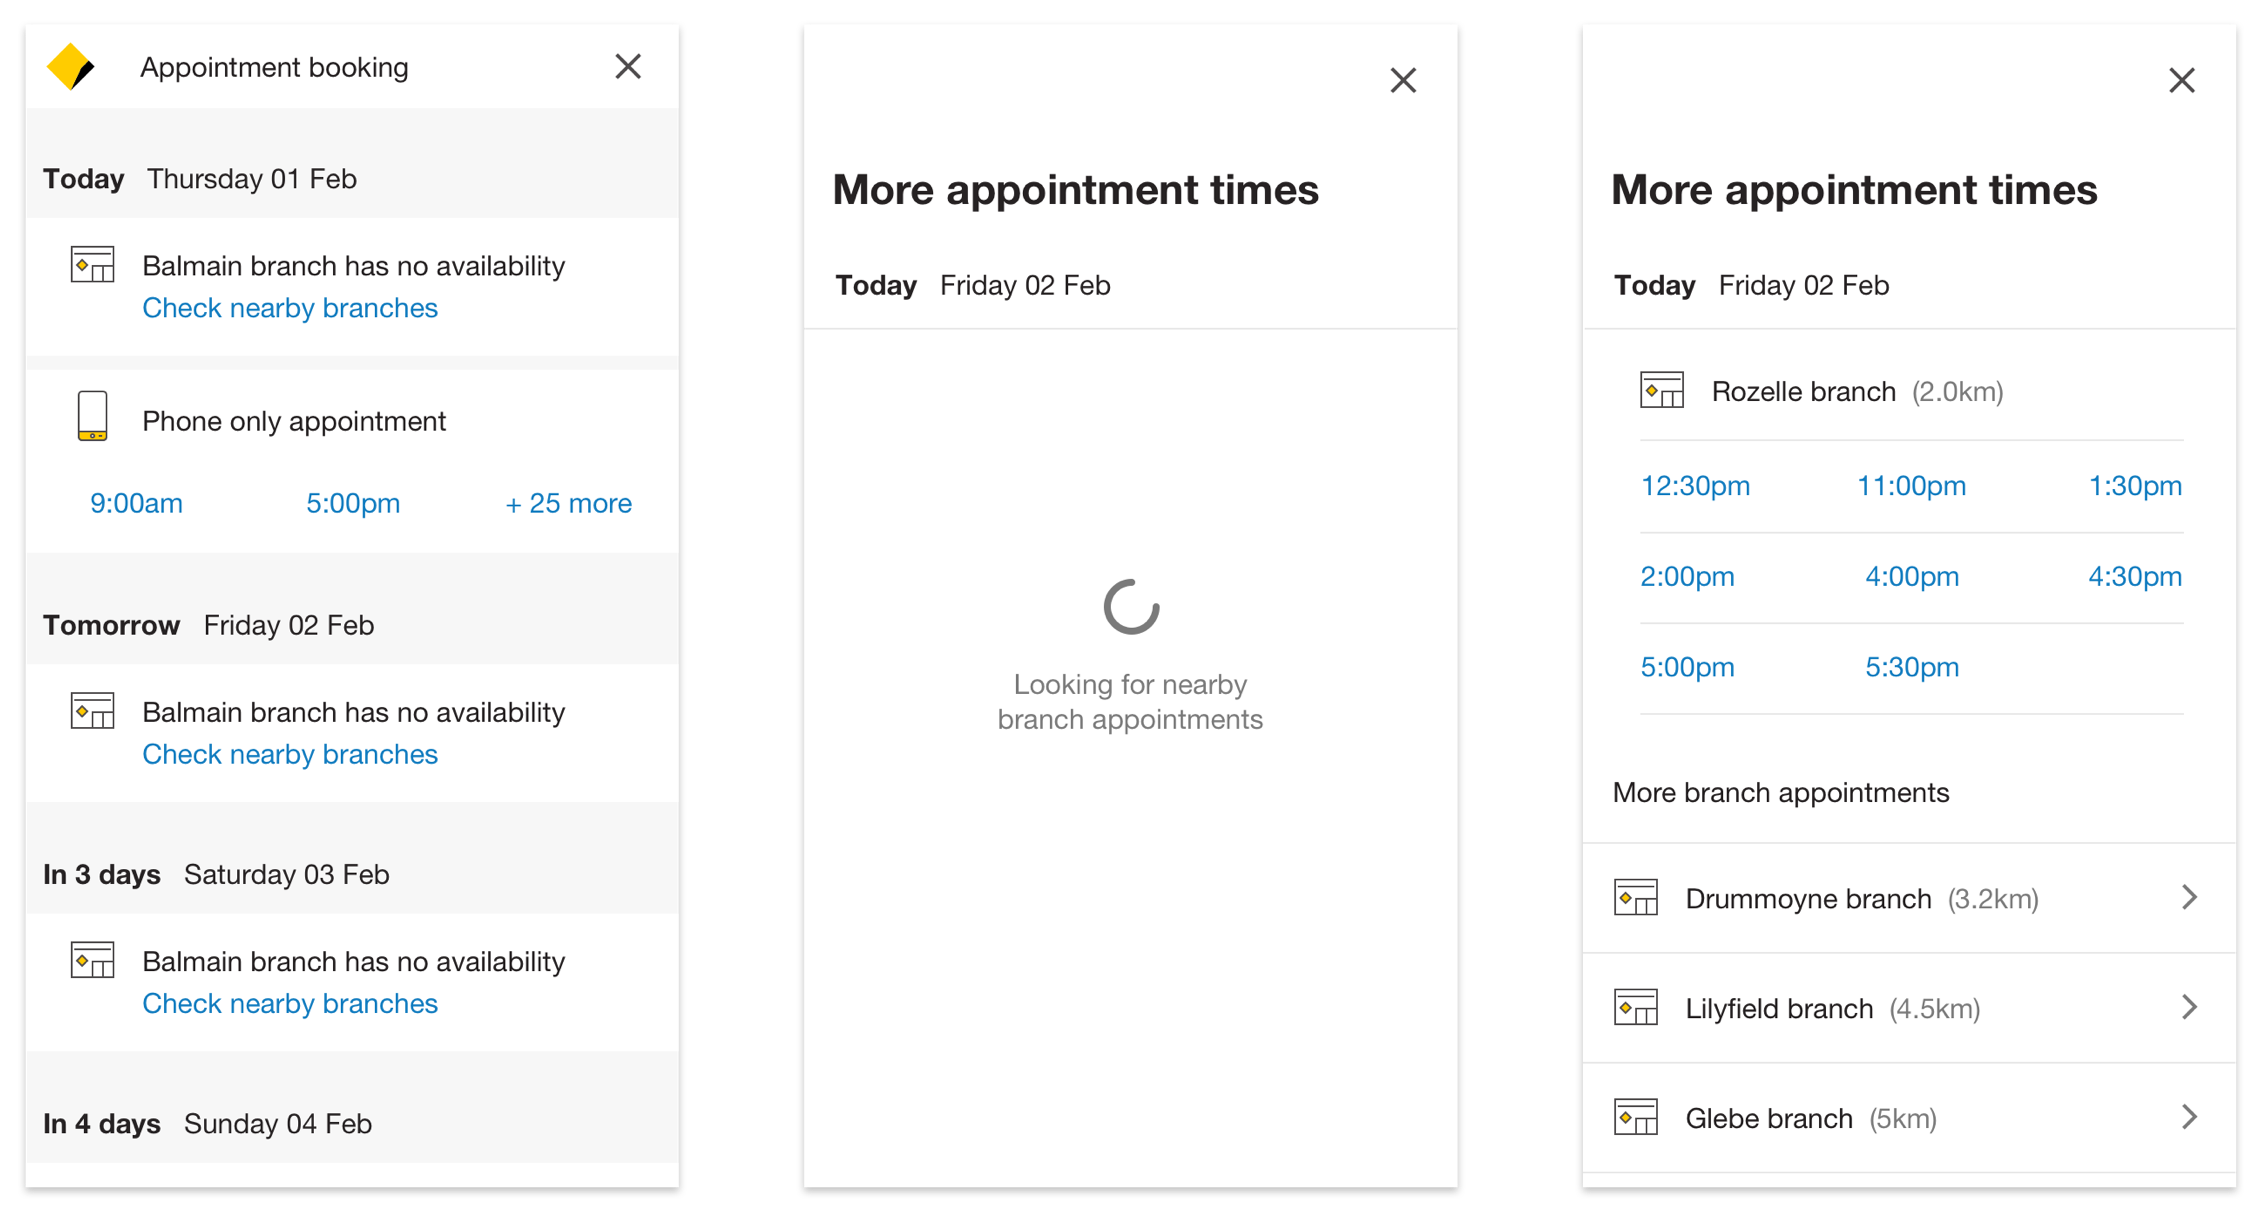 Appointment booking
Today Thursday 01 Feb
Balmain branch has no availability
Check nearby branches
Phone only appointment
9:00am 5:00pm + 25 more
Tomorrow Friday 02 Feb
Balmain branch has no availability
Check nearby branches
In 3 days Saturday 03 Feb
Balmain branch has no availability
Check nearby branches
In 4 days Sunday 04 Feb
More appointment times
Today Friday 02 Feb
Looking for nearby
branch appointments
More appointment times
Today Friday 02 Feb
Rozelle branch (2.0km)
12:30pm 11:00pm 1:30pm
2:00pm 4:00pm 4:30pm
5:00pm 5:30pm
More branch appointments
Drummoyne branch (3.2km)
Lilyfield branch (4.5km)
Glebe branch (5km)